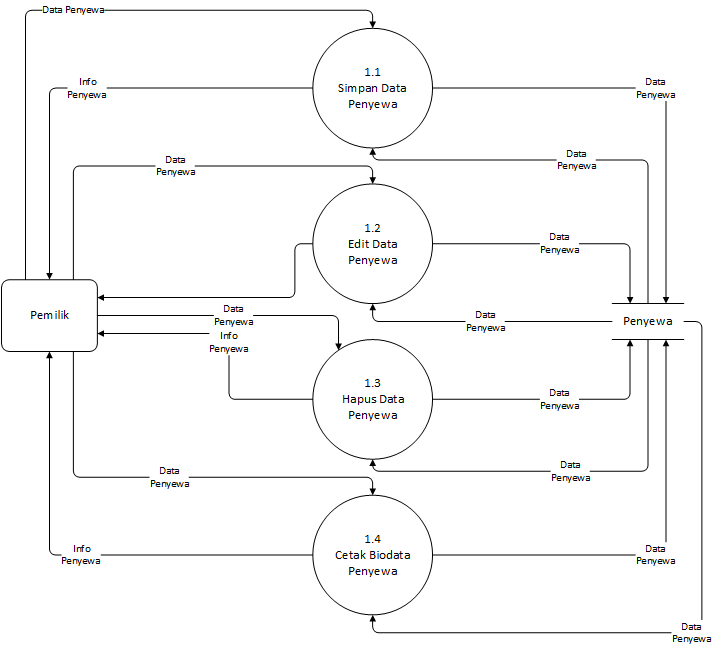 Data Penyewa
1.1
Simpan Data
Penyewa
Info
Penyewa
Data
Penyewa
Data
Penyewa
Data
Penyewa
1.2
Edit Data
Penyewa
Data
Penyewa
Pemilik
Data
Penyewa
Info
Penyewa
Data
Penyewa
Penyewa
1.3
Hapus Data
Penyewa
Data
Penyewa
Data
Penyewa
Data
Penyewa
1.4
Cetak Biodata
Penyewa
Info
Penyewa
Data
Penyewa
Data
Penyewa